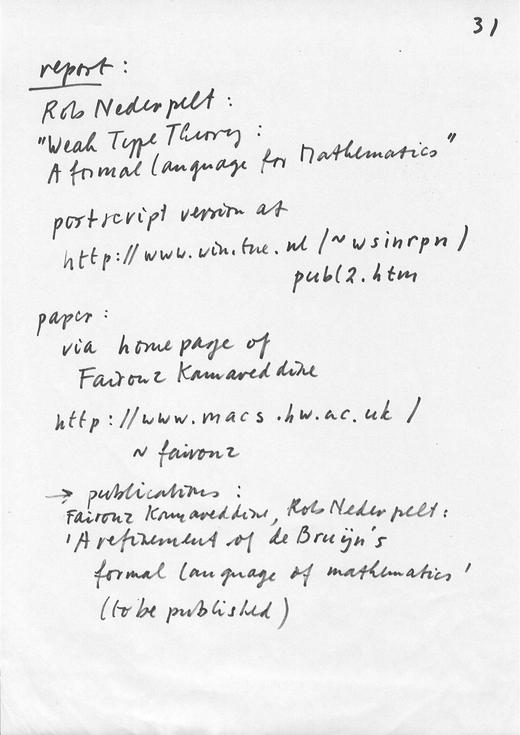 31
report:
Rob Nederpelt:
"Weak Type Theory:
A formal language for Mathematics"
postscript version at
http://www.win.tue.nl/~wsinrpn/
publ2.htm
paper:
via home page of
Fairouz Kamareddine
http://www.macs.hw.ac.uk/
~fairouz
→ publications:
Fairouz Kamareddine, Rob Nederpelt:
'A refinement of de Bruijn's
formal language of mathematics'
(to be published)